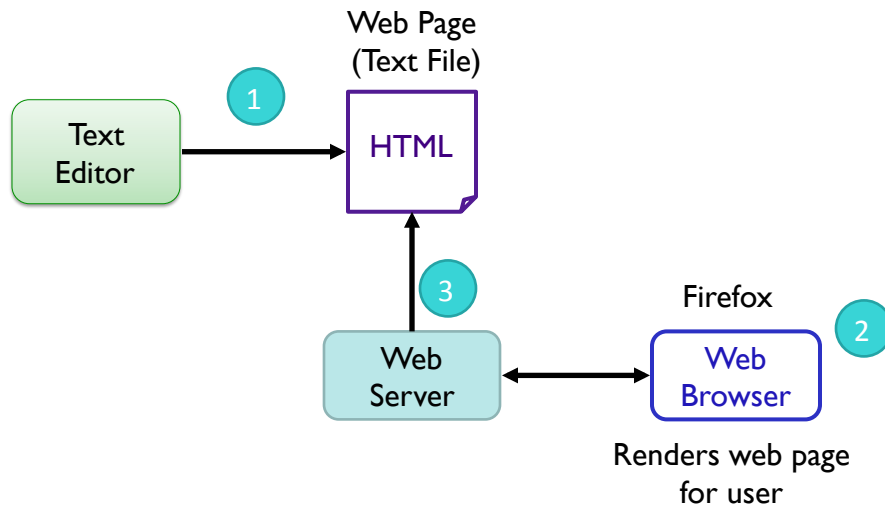 Web Page
(Text File)
1
Text
Editor
HTML
3
Firefox
2
Web
Server
Web
Browser
Renders web page
for user